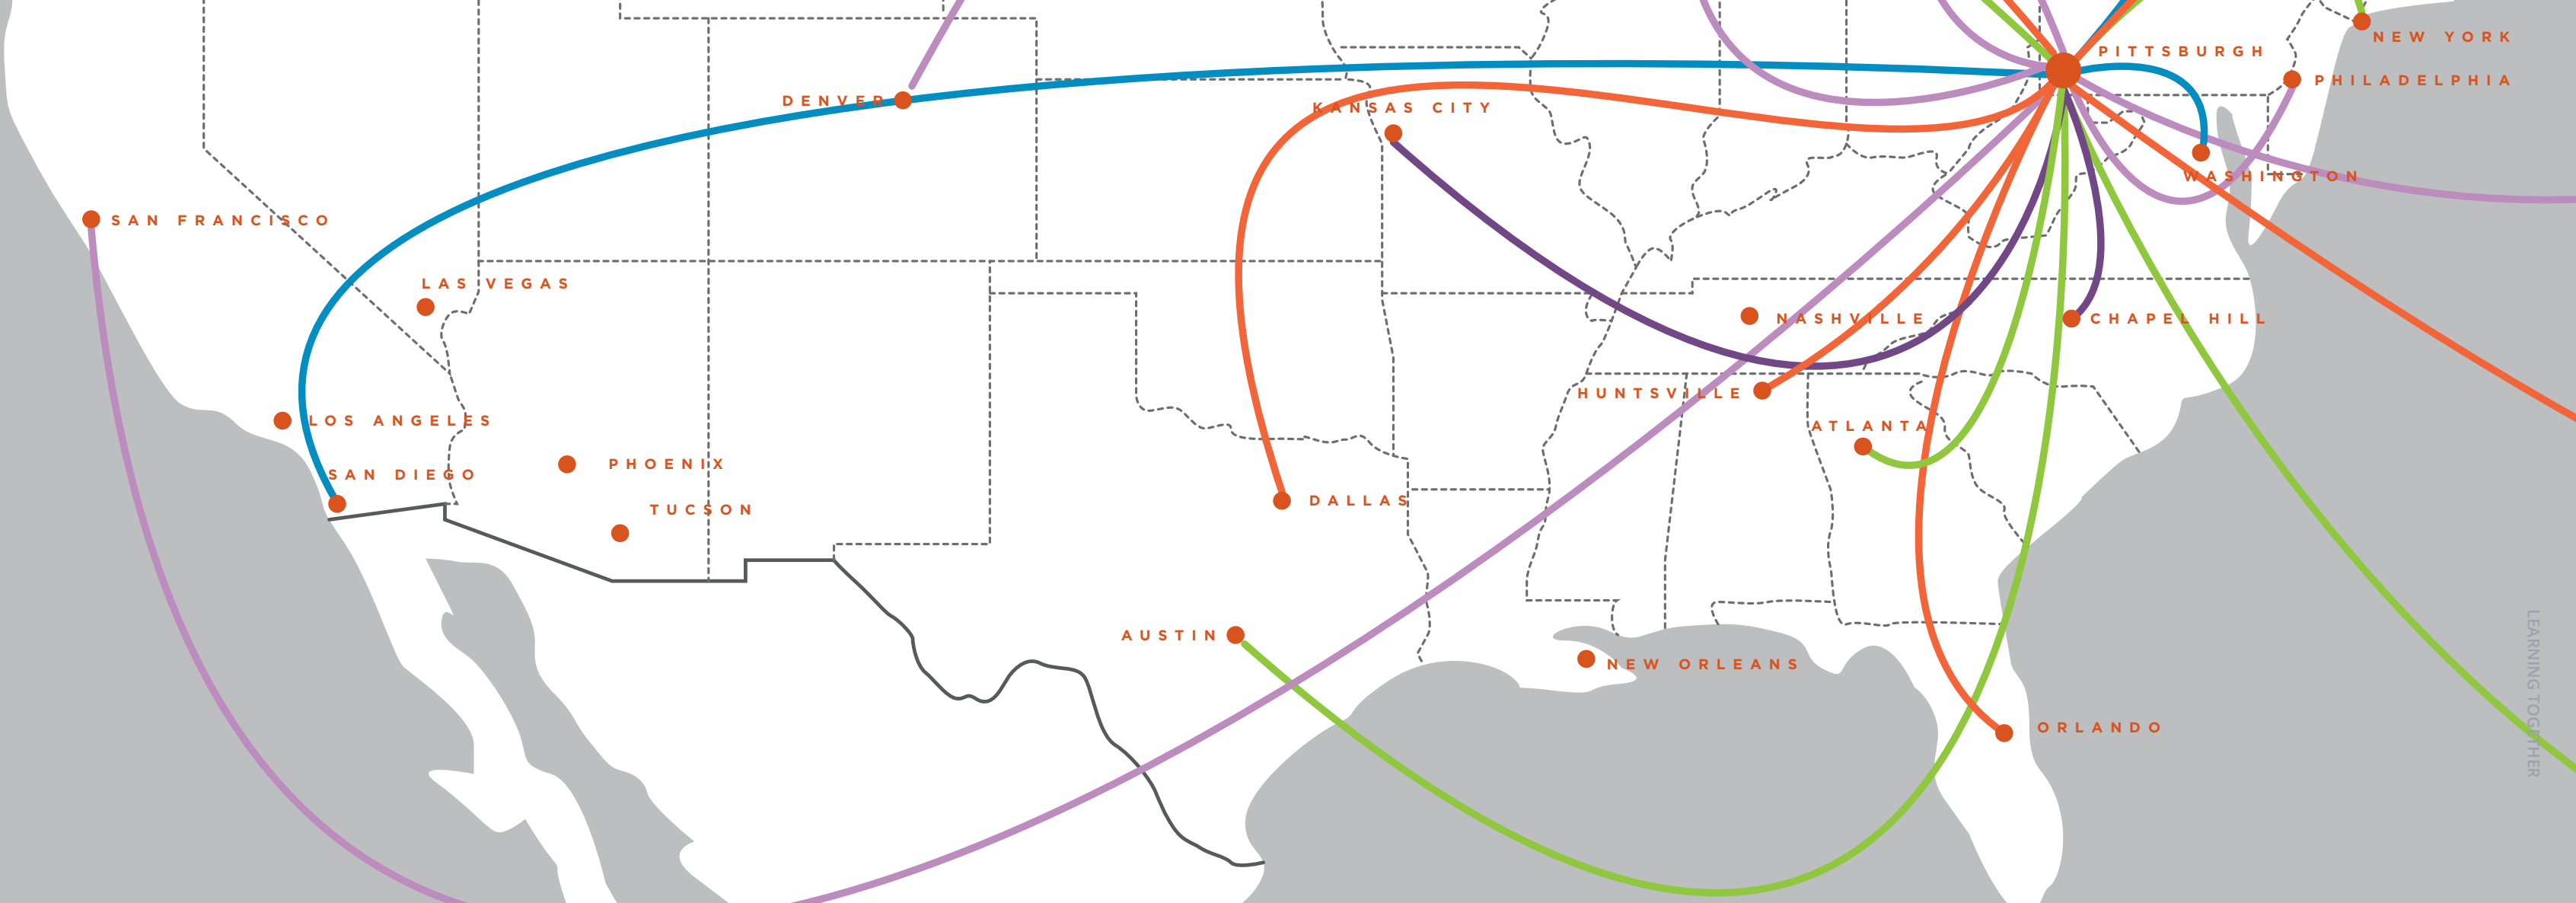 NEW YORK
PITTSBURGH
PHILADELPHIA
DENVER
KANSAS CITY
WASHINGTON
SAN FRANCISCO
LAS VEGAS
NASHVILLE
CHAPEL HILL
HUNTSVILLE
LOS ANGELES
ATLANTA
PHOENIX
SAN DIEGO
DALLAS
TUCSON
AUSTIN
NEW ORLEANS
ORLANDO
LEARNING TOGETHER